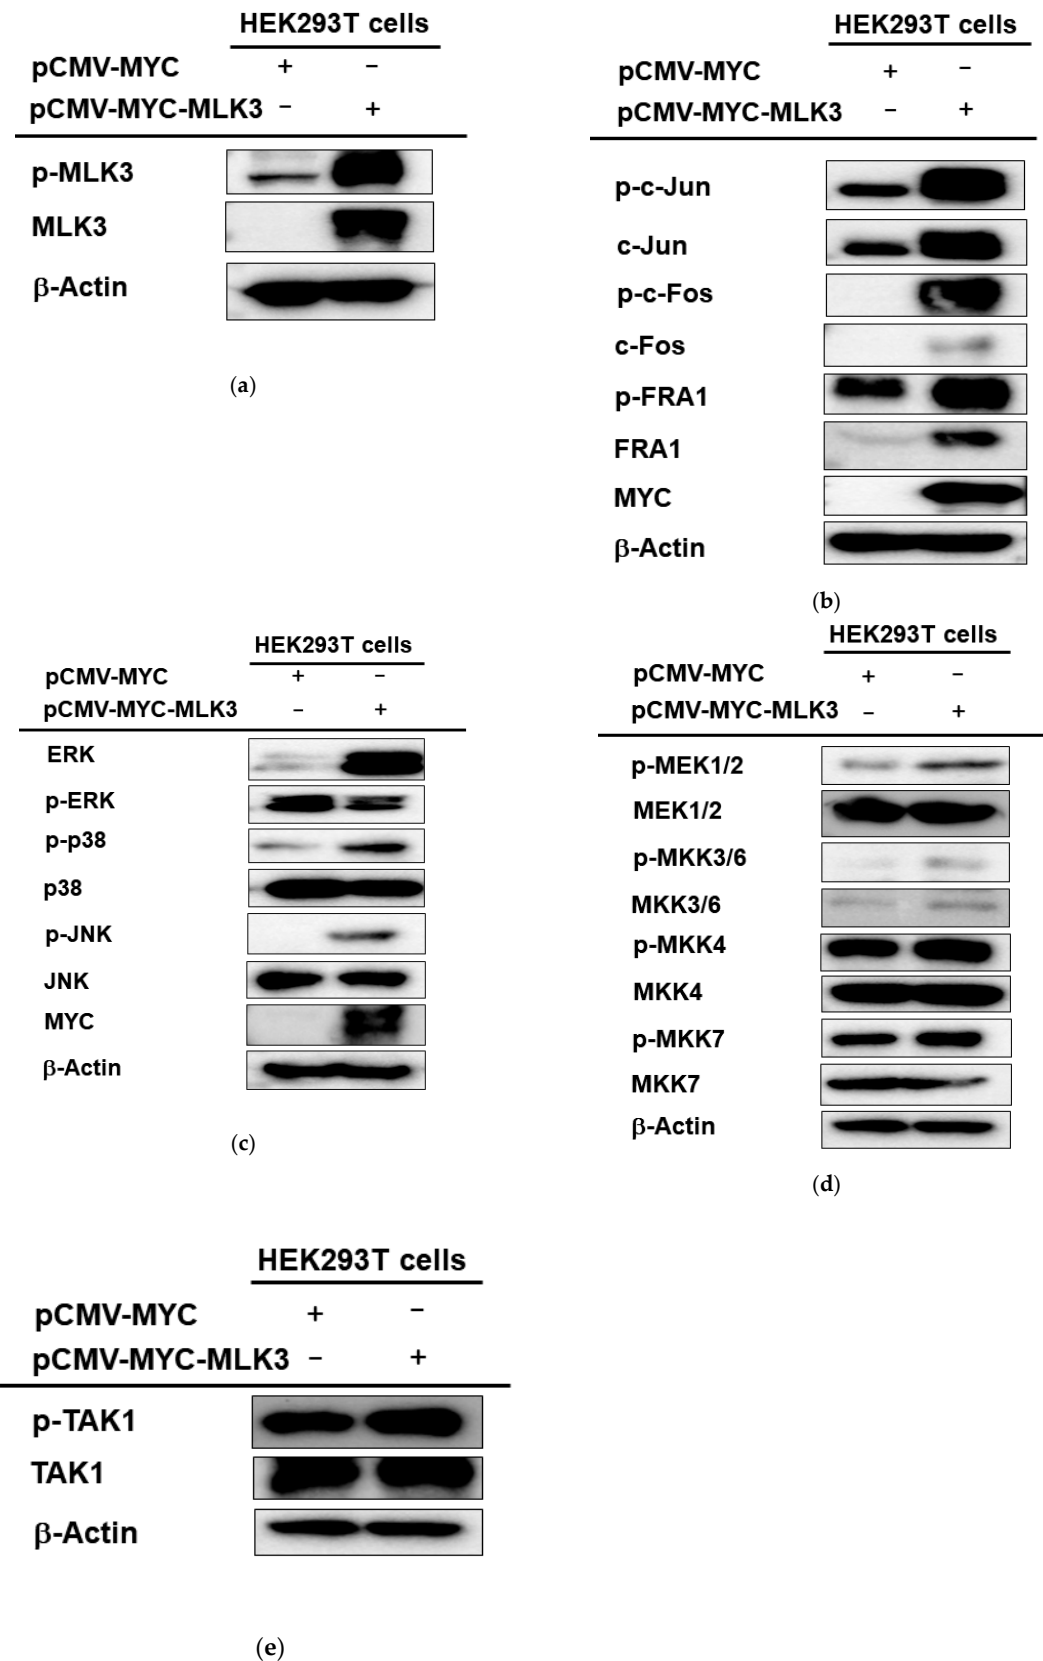 HEK293T cells
pCMV-MYC + −
pCMV-MYC-MLK3 − +
p-MLK3
MLK3
β-Actin
(a)
HEK293T cells
pCMV-MYC + −
pCMV-MYC-MLK3 − +
p-c-Jun
c-Jun
p-c-Fos
c-Fos
p-FRA1
FRA1
MYC
β-Actin
(b)
HEK293T cells
pCMV-MYC + −
pCMV-MYC-MLK3 − +
ERK
p-ERK
p-p38
p38
p-JNK
JNK
MYC
β-Actin
(c)
HEK293T cells
pCMV-MYC + −
pCMV-MYC-MLK3 − +
p-MEK1/2
MEK1/2
p-MKK3/6
MKK3/6
p-MKK4
MKK4
p-MKK7
MKK7
β-Actin
(d)
HEK293T cells
pCMV-MYC + −
pCMV-MYC-MLK3 − +
p-TAK1
TAK1
β-Actin
(e)